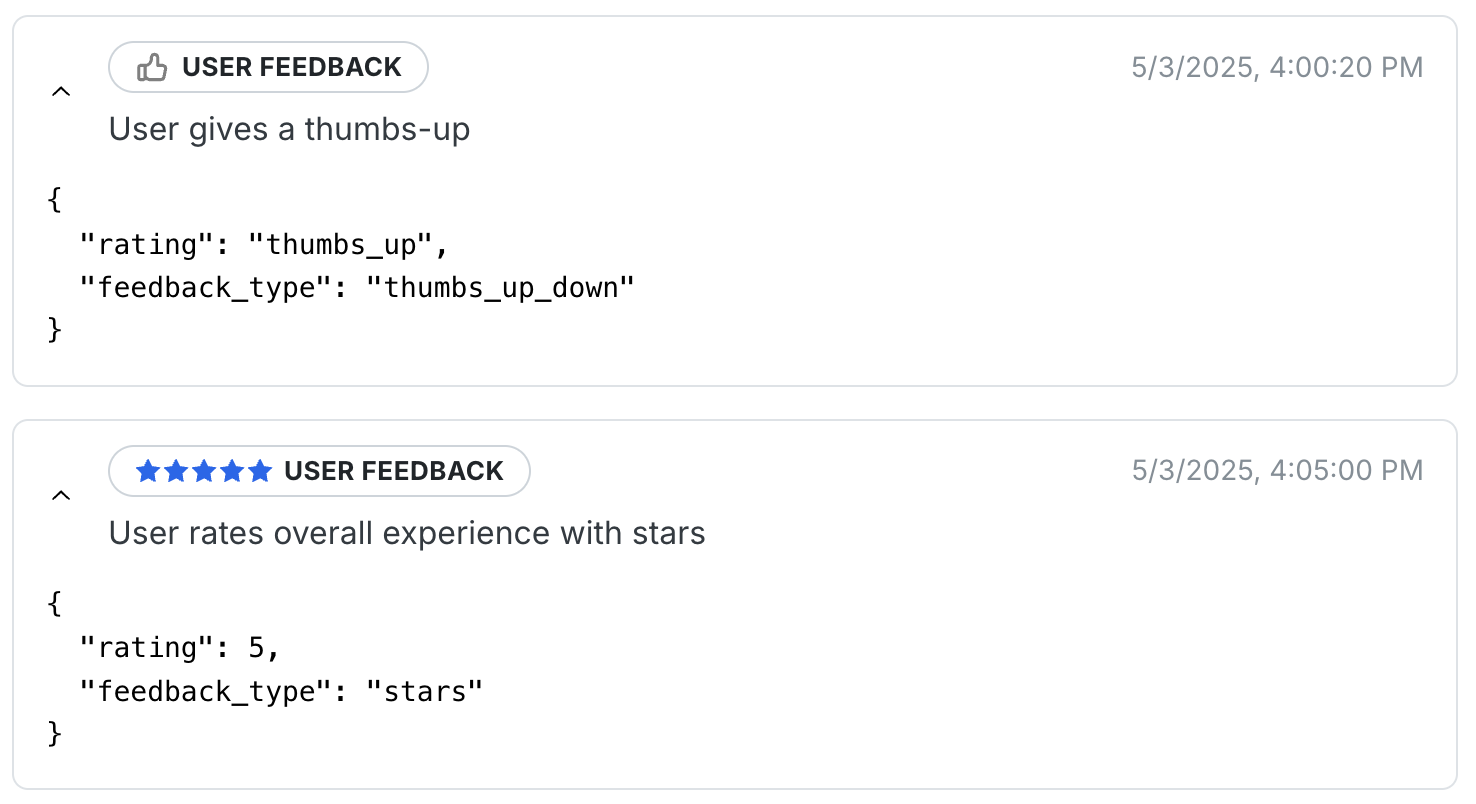 USER FEEDBACK 5/3/2025, 4:00:20 PM
User gives a thumbs-up
{
  "rating": "thumbs_up",
  "feedback_type": "thumbs_up_down"
}
USER FEEDBACK 5/3/2025, 4:05:00 PM
User rates overall experience with stars
{
  "rating": 5,
  "feedback_type": "stars"
}